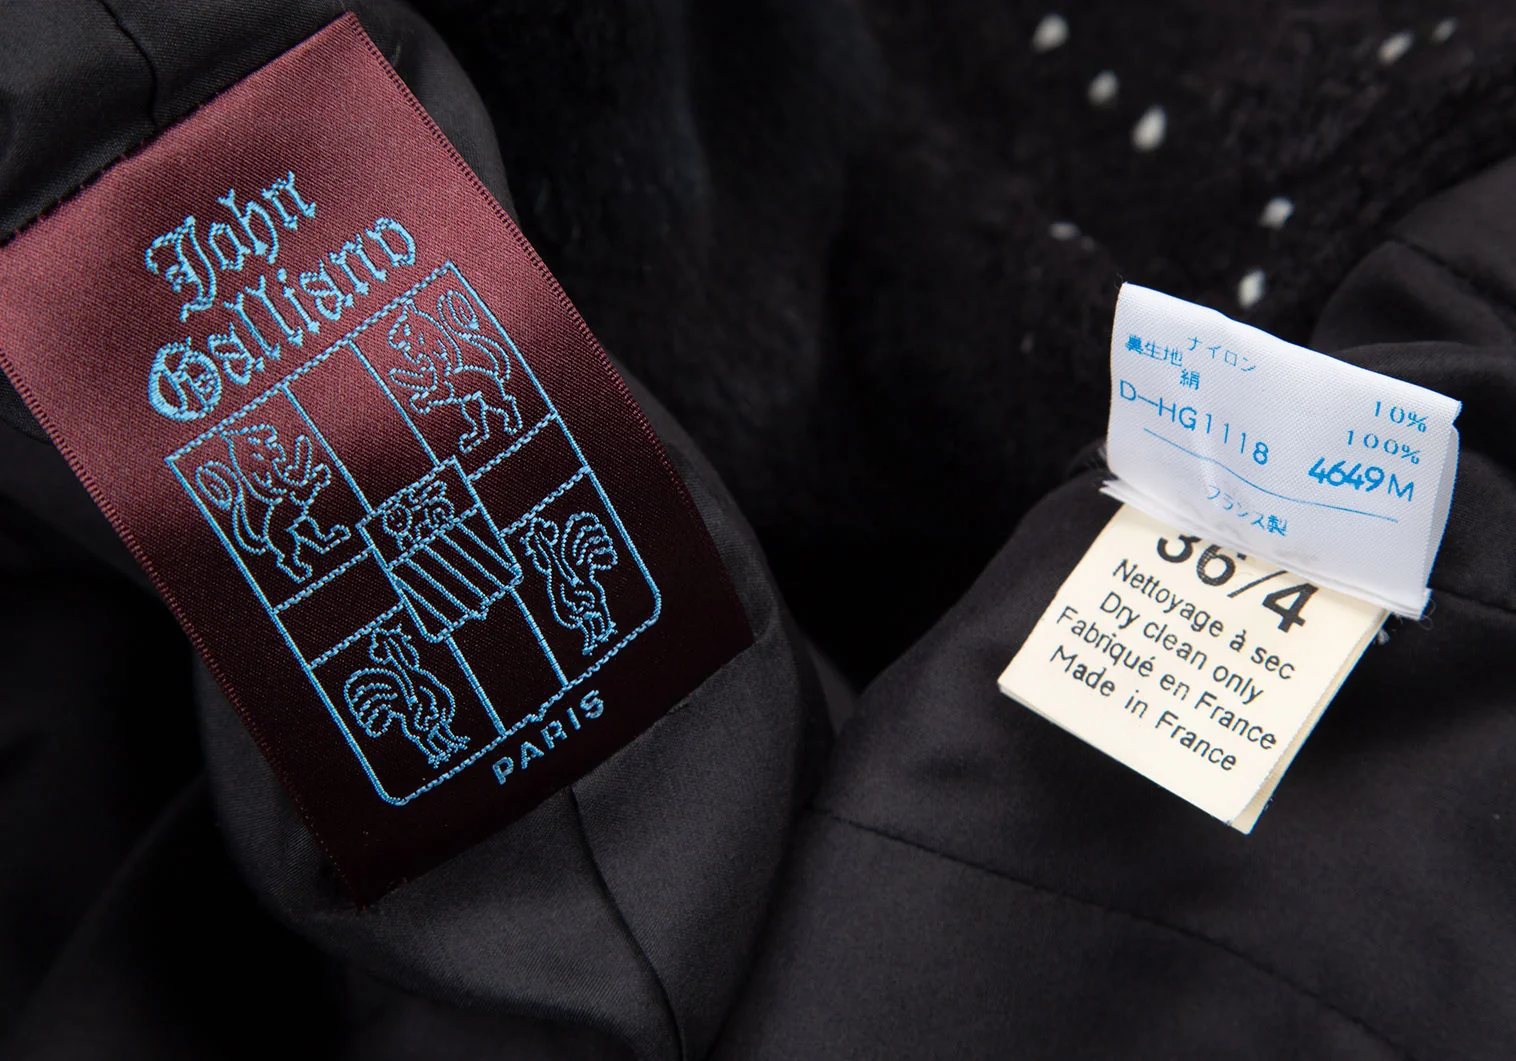 John
Galliano
PARIS
ナイロン 10%
裏生地 絹 100%
D-HG1118 4649M
フランス製
36/4
Nettoyage à sec
Dry clean only
Fabriqué en France
Made in France